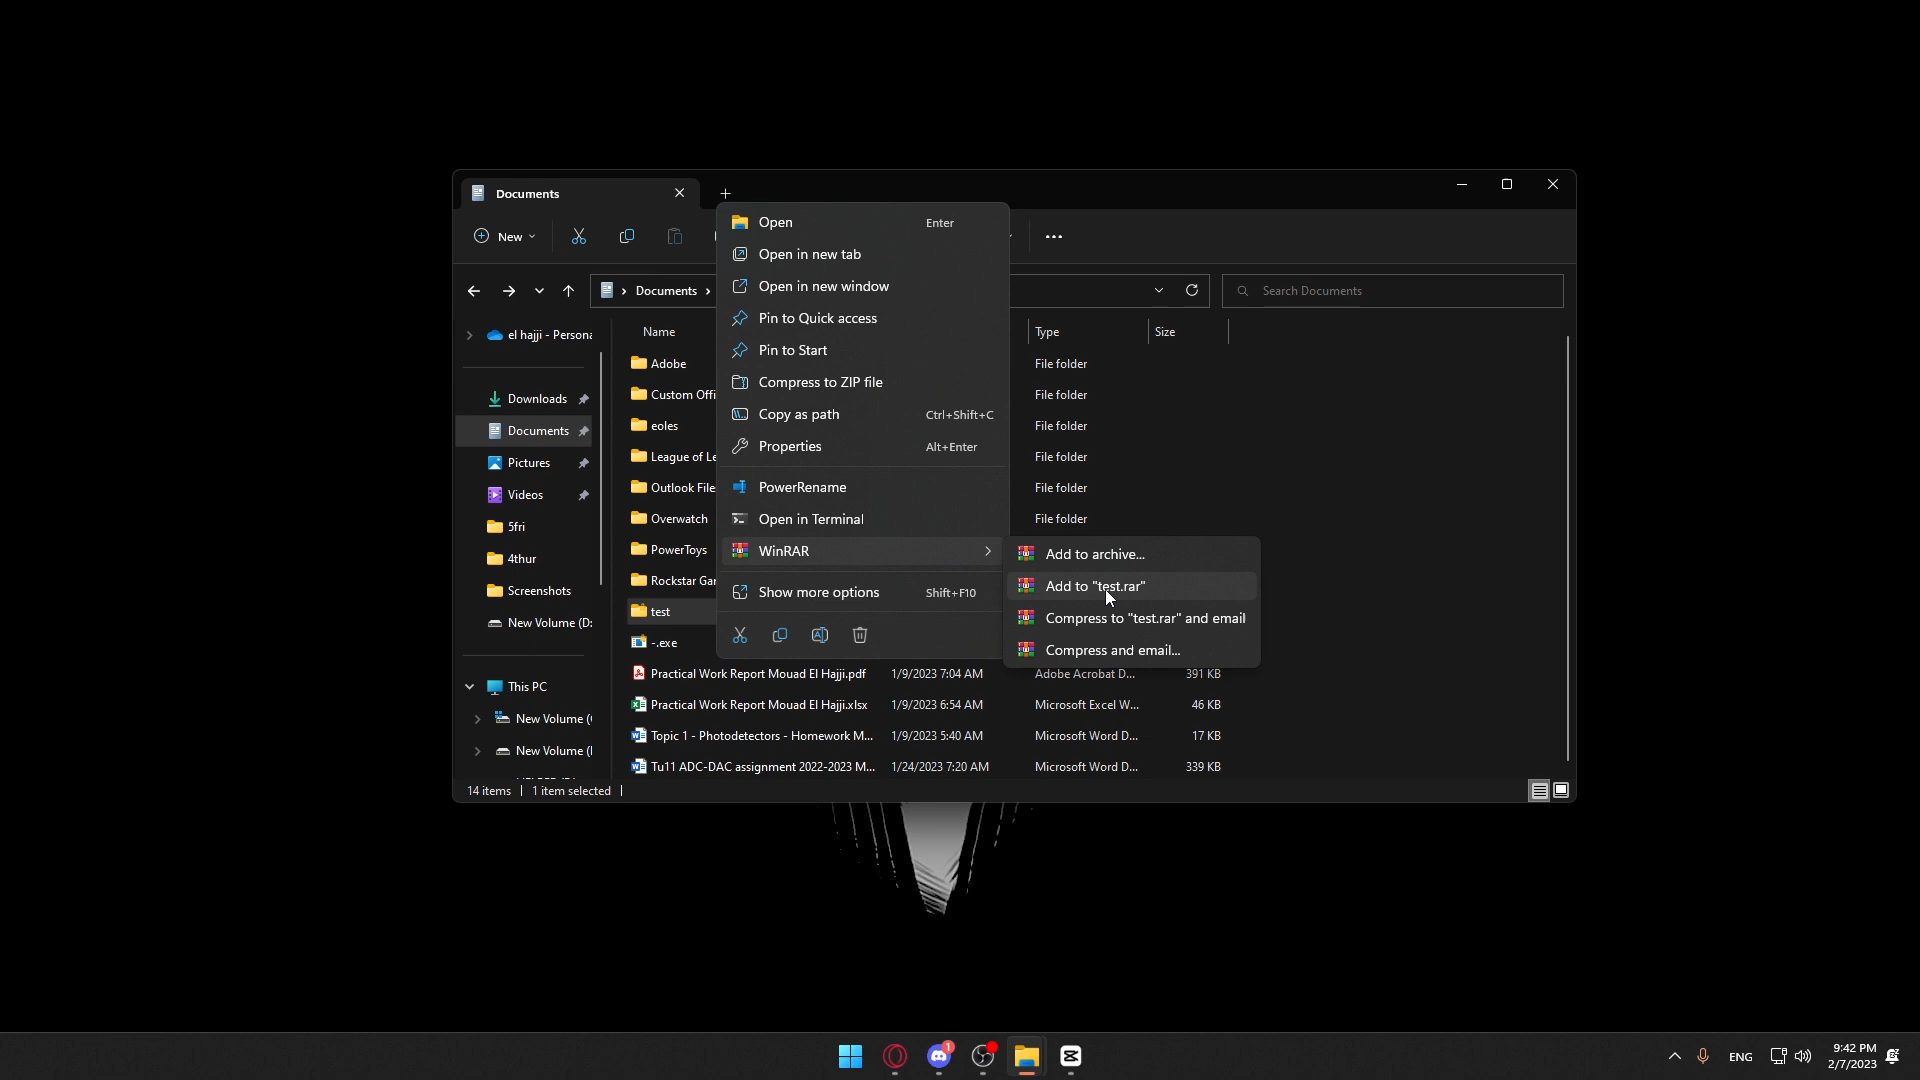 Documents
New
Documents
Search Documents
Open Enter
Open in new tab
Open in new window
Pin to Quick access
Pin to Start
Compress to ZIP file
Copy as path Ctrl+Shift+C
Properties Alt+Enter
PowerRename
Open in Terminal
WinRAR
Show more options Shift+F10
Add to archive...
Add to "test.rar"
Compress to "test.rar" and email
Compress and email...
el hajji - Persona
Downloads
Documents
Pictures
Videos
5fri
4thur
Screenshots
New Volume (D:
This PC
New Volume (
New Volume (
Name Type Size
Adobe File folder
Custom Offi File folder
eoles File folder
League of Le File folder
Outlook File File folder
Overwatch File folder
PowerToys
Rockstar Gar
test
-.exe
Practical Work Report Mouad El Hajji.pdf 1/9/2023 7:04 AM Adobe Acrobat D... 391 KB
Practical Work Report Mouad El Hajji.xlsx 1/9/2023 6:54 AM Microsoft Excel W... 46 KB
Topic 1 - Photodetectors - Homework M... 1/9/2023 5:40 AM Microsoft Word D... 17 KB
Tu11 ADC-DAC assignment 2022-2023 M... 1/24/2023 7:20 AM Microsoft Word D... 339 KB
14 items 1 item selected
1
ENG
9:42 PM
2/7/2023